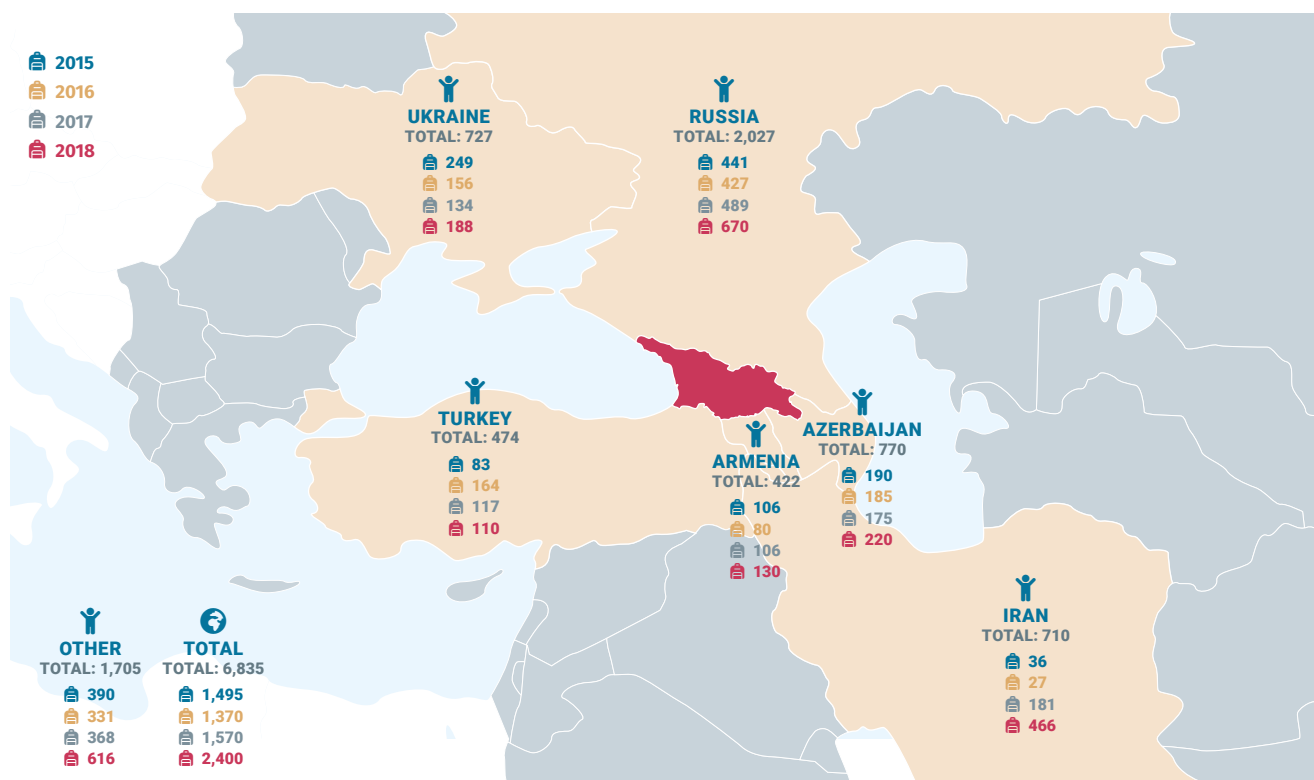 2015
2016
2017
2018
UKRAINE
TOTAL: 727
249
156
134
188
RUSSIA
TOTAL: 2,027
441
427
489
670
TURKEY
TOTAL: 474
83
164
117
110
ARMENIA
TOTAL: 422
106
80
106
130
AZERBAIJAN
TOTAL: 770
190
185
175
220
IRAN
TOTAL: 710
36
27
181
466
OTHER
TOTAL: 1,705
390
331
368
616
TOTAL
TOTAL: 6,835
1,495
1,370
1,570
2,400